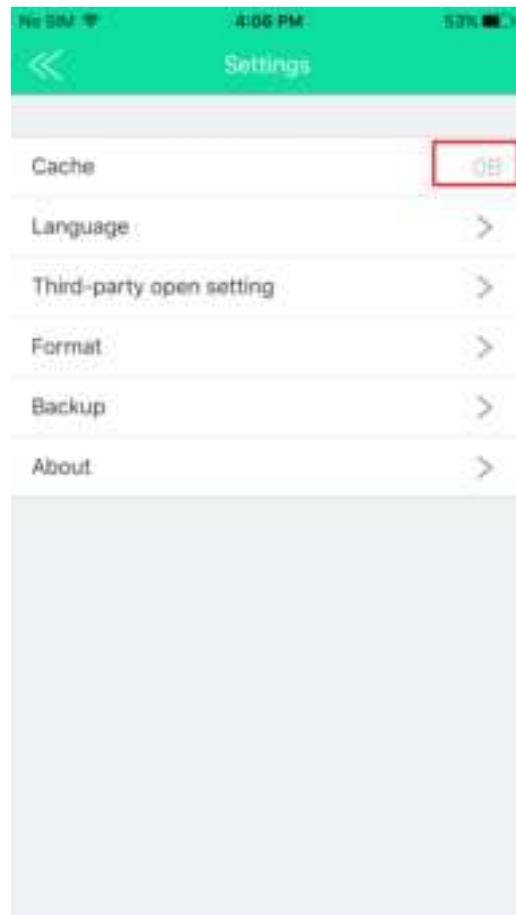 No SIM 4:06 PM 53%
Settings
Cache 0B
Language
Third-party open setting
Format
Backup
About